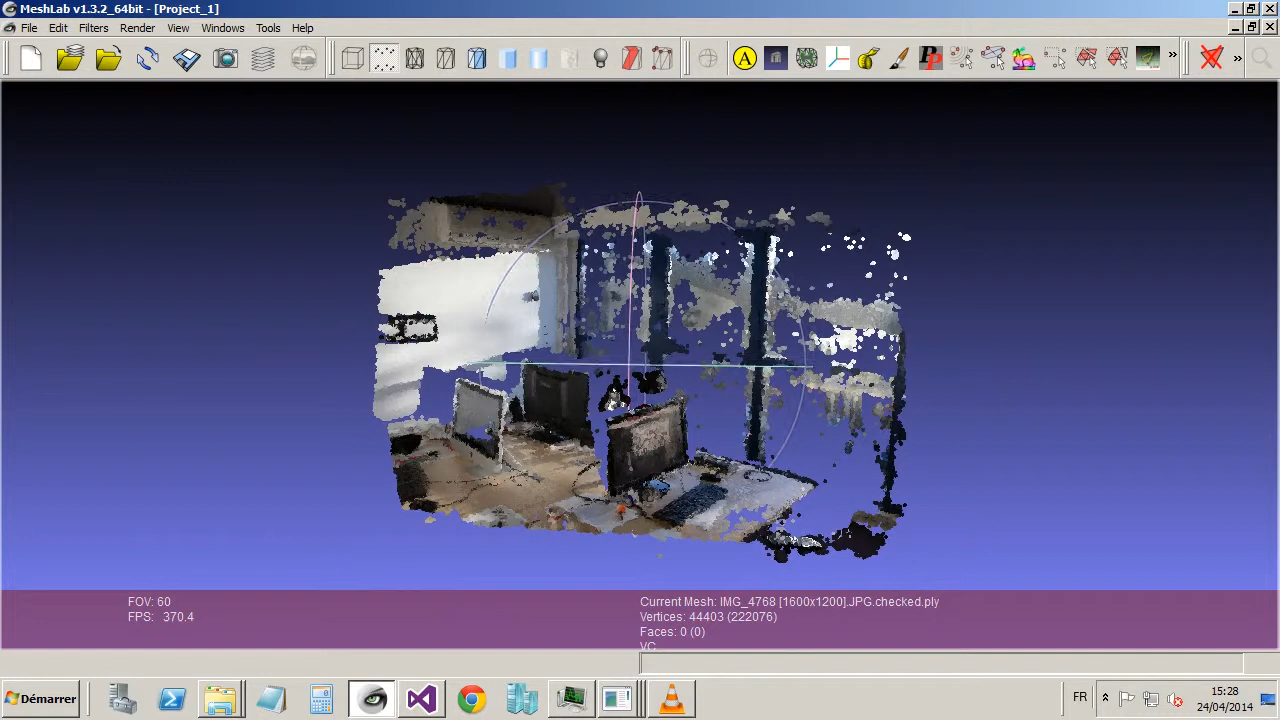 MeshLab v1.3.2_64bit - [Project_1]
File Edit Filters Render View Windows Tools Help
A
PP
»
»
FOV: 60
FPS: 370.4
Current Mesh: IMG_4768 [1600x1200].JPG.checked.ply
Vertices: 44403 (222076)
Faces: 0 (0)
VC
Démarrer
FR
15:28
24/04/2014